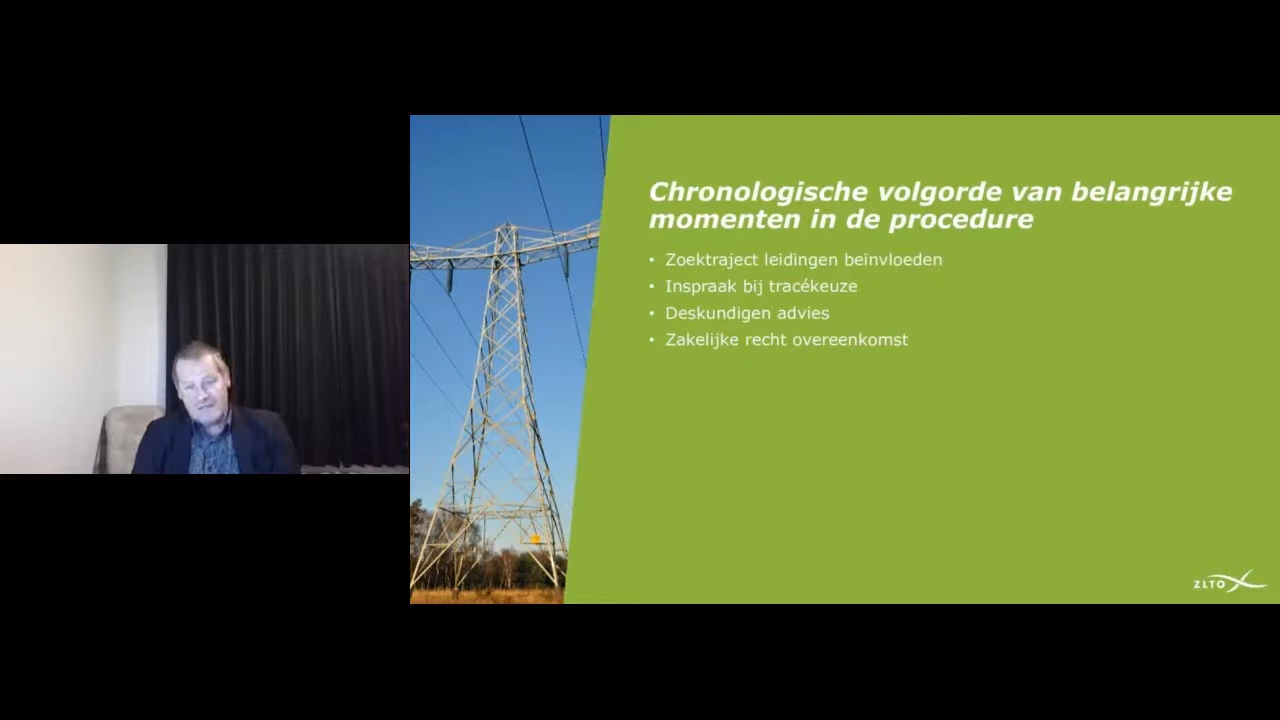 Chronologische volgorde van belangrijke
momenten in de procedure
• Zoektraject leidingen beïnvloeden
• Inspraak bij tracékeuze
• Deskundigen advies
• Zakelijke recht overeenkomst
ZLTO